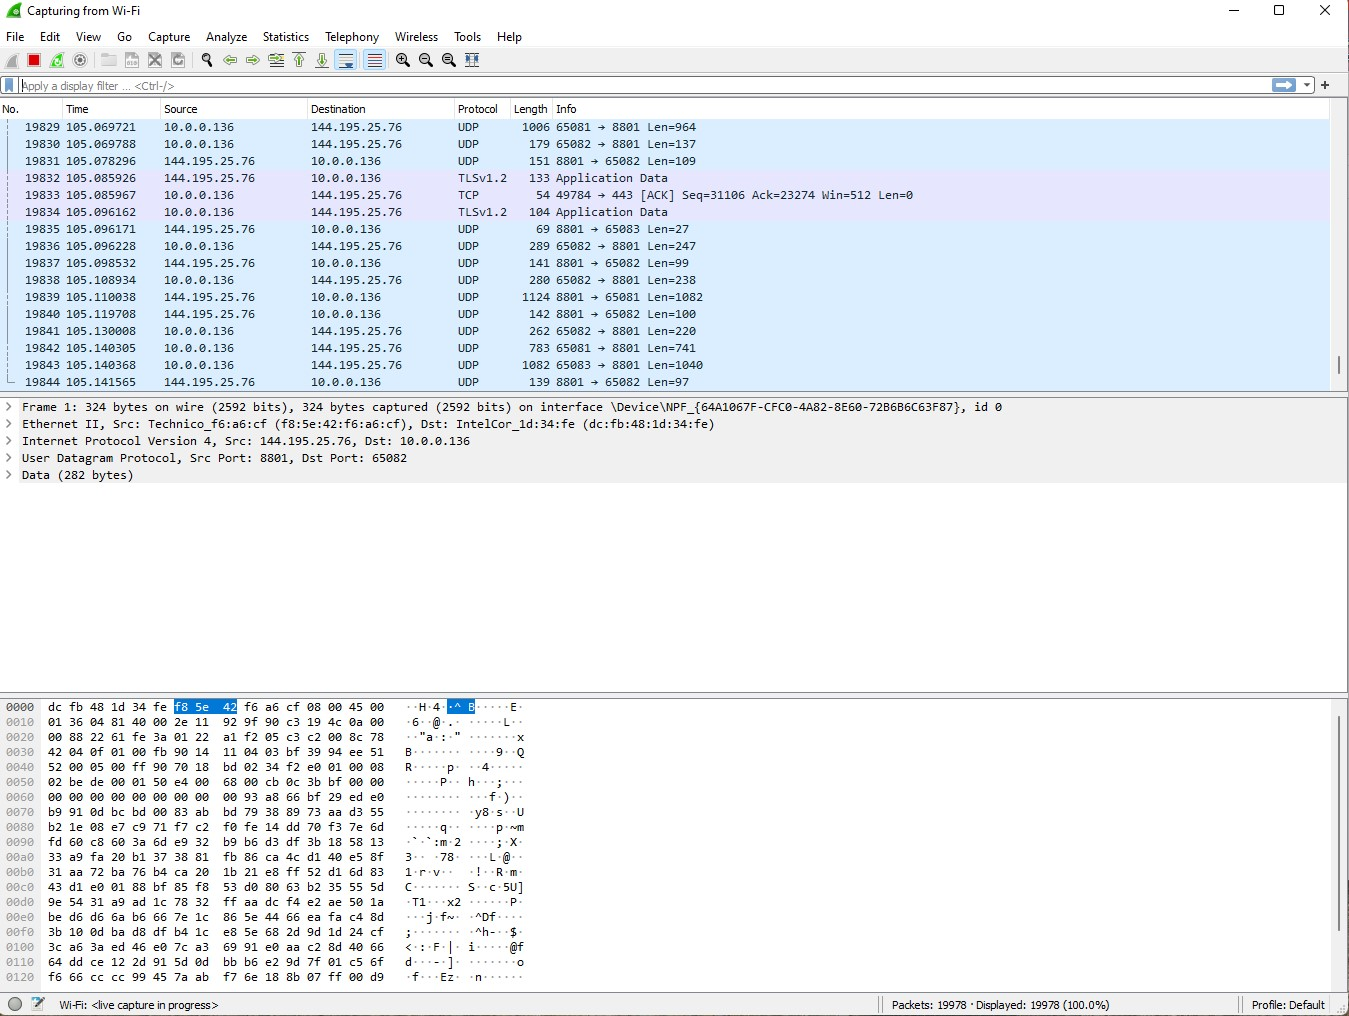 Capturing from Wi-Fi
File Edit View Go Capture Analyze Statistics Telephony Wireless Tools Help
Apply a display filter ... <Ctrl-/>
No. Time Source Destination Protocol Length Info
19829 105.069721 10.0.0.136 144.195.25.76 UDP 1006 65081 → 8801 Len=964
19830 105.069788 10.0.0.136 144.195.25.76 UDP 179 65082 → 8801 Len=137
19831 105.078296 144.195.25.76 10.0.0.136 UDP 151 8801 → 65082 Len=109
19832 105.085926 144.195.25.76 10.0.0.136 TLSv1.2 133 Application Data
19833 105.085967 10.0.0.136 144.195.25.76 TCP 54 49784 → 443 [ACK] Seq=31106 Ack=23274 Win=512 Len=0
19834 105.096162 10.0.0.136 144.195.25.76 TLSv1.2 104 Application Data
19835 105.096171 144.195.25.76 10.0.0.136 UDP 69 8801 → 65083 Len=27
19836 105.096228 10.0.0.136 144.195.25.76 UDP 289 65082 → 8801 Len=247
19837 105.098532 144.195.25.76 10.0.0.136 UDP 141 8801 → 65082 Len=99
19838 105.108934 10.0.0.136 144.195.25.76 UDP 280 65082 → 8801 Len=238
19839 105.110038 144.195.25.76 10.0.0.136 UDP 1124 8801 → 65081 Len=1082
19840 105.119708 144.195.25.76 10.0.0.136 UDP 142 8801 → 65082 Len=100
19841 105.130008 10.0.0.136 144.195.25.76 UDP 262 65082 → 8801 Len=220
19842 105.140305 10.0.0.136 144.195.25.76 UDP 783 65081 → 8801 Len=741
19843 105.140368 10.0.0.136 144.195.25.76 UDP 1082 65083 → 8801 Len=1040
19844 105.141565 144.195.25.76 10.0.0.136 UDP 139 8801 → 65082 Len=97
Frame 1: 324 bytes on wire (2592 bits), 324 bytes captured (2592 bits) on interface \Device\NPF_{64A1067F-CFC0-4A82-8E60-72B6B6C63F87}, id 0
Ethernet II, Src: Technico_f6:a6:cf (f8:5e:42:f6:a6:cf), Dst: IntelCor_1d:34:fe (dc:fb:48:1d:34:fe)
Internet Protocol Version 4, Src: 144.195.25.76, Dst: 10.0.0.136
User Datagram Protocol, Src Port: 8801, Dst Port: 65082
Data (282 bytes)
0000 dc fb 48 1d 34 fe f8 5e 42 f6 a6 cf 08 00 45 00 ··H·4··^ B·····E·
0010 01 36 04 81 40 00 2e 11 92 9f 90 c3 19 4c 0a 00 ·6··@·.· ·····L··
0020 00 88 22 61 fe 3a 01 22 a1 f2 05 c3 c2 00 8c 78 ··"a·:·" ·······x
0030 42 04 0f 01 00 fb 90 14 11 04 03 bf 39 94 ee 51 B······· ····9··Q
0040 52 00 05 00 ff 90 70 18 bd 02 34 f2 e0 01 00 08 R·····p· ··4·····
0050 02 be de 00 01 50 e4 00 68 00 cb 0c 3b bf 00 00 ·····P·· h···;···
0060 00 00 00 00 00 00 00 00 93 a8 66 bf 29 ed e0 ········ ··f·)··
0070 b9 91 0d bc bd 00 83 ab bd 79 38 89 73 aa d3 55 ········ ·y8·s··U
0080 b2 1e 08 e7 c9 71 f7 c2 f0 fe 14 dd 70 f3 7e 6d ·····q·· ····p·~m
0090 fd 60 c8 60 3a 6d e9 32 b9 b6 d3 df 3b 18 58 13 ·`·`:m·2 ····;·X·
00a0 33 a9 fa 20 b1 37 38 81 fb 86 ca 4c d1 40 e5 8f 3·· ·78· ···L·@··
00b0 31 aa 72 ba 76 b4 ca 20 1b 21 e8 ff 52 d1 6d 83 1·r·v·· ·!··R·m·
00c0 43 d1 e0 01 88 bf 85 f8 53 d0 80 63 b2 35 55 5d C······· S··c·5U]
00d0 9e 54 31 a9 ad 1c 78 32 ff aa dc f4 e2 ae 50 1a ·T1···x2 ······P·
00e0 be d6 d6 6a b6 66 7e 1c 86 5e 44 66 ea fa c4 8d ···j·f~· ·^Df····
00f0 3b 10 0d ba d8 df b4 1c e8 5e 68 2d 9d 1d 24 cf ;······· ·^h-··$·
0100 3c a6 3a ed 46 e0 7c a3 69 91 e0 aa c2 8d 40 66 <·:·F·|· i·····@f
0110 64 dd ce 12 2d 91 5d 0d bb b6 e2 9d 7f 01 c5 6f d···-·]· ·······o
0120 f6 66 cc cc 99 45 7a ab f7 6e 18 8b 07 ff 00 d9 ·f···Ez· ·n······
Wi-Fi: <live capture in progress> Packets: 19978 · Displayed: 19978 (100.0%) Profile: Default